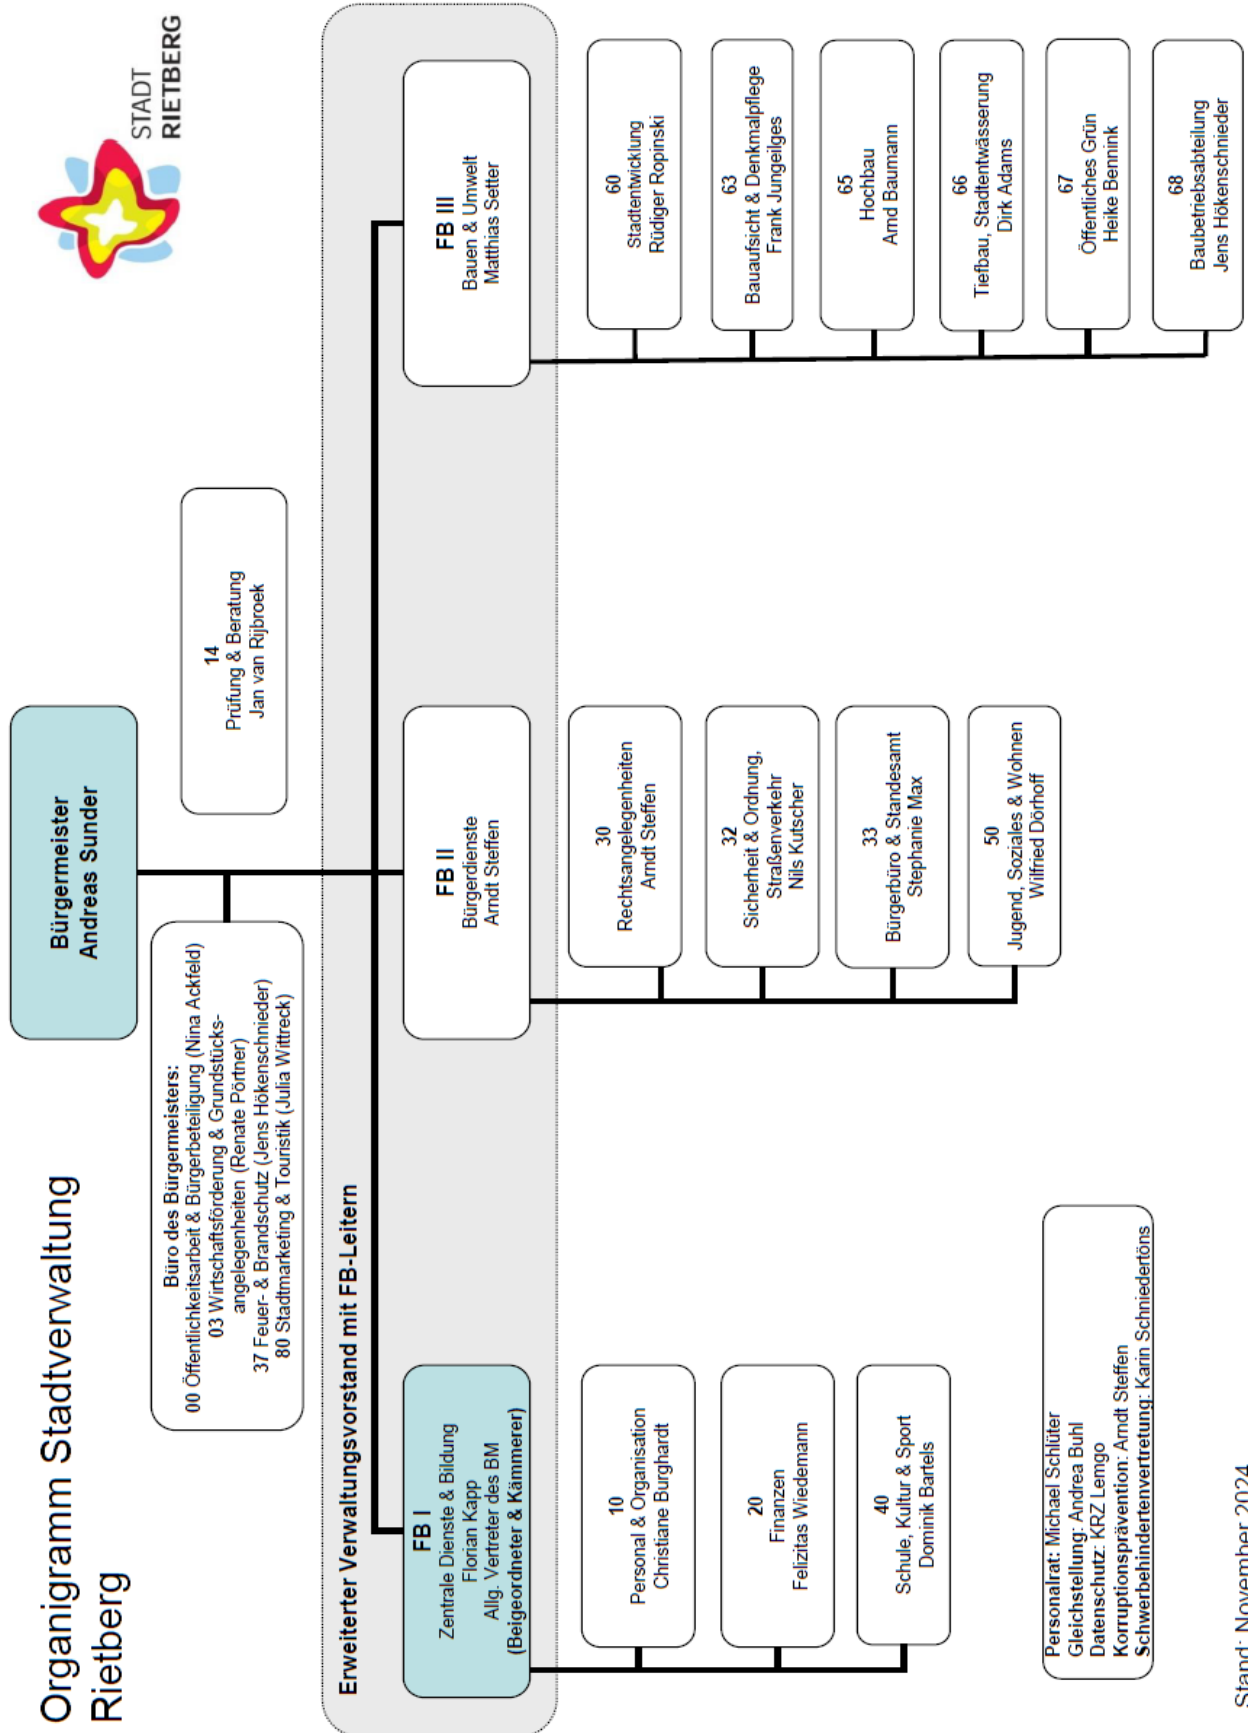 Organigramm Stadtverwaltung
Rietberg
STADT
RIETBERG
Bürgermeister
Andreas Sunder
Büro des Bürgermeisters:
00 Öffentlichkeitsarbeit & Bürgerbeteiligung (Nina Ackfeld)
03 Wirtschaftsförderung & Grundstücks-
angelegenheiten (Renate Pörtner)
37 Feuer- & Brandschutz (Jens Hökenschnieder)
80 Stadtmarketing & Touristik (Julia Wittreck)
14
Prüfung & Beratung
Jan van Rijbroek
Erweiterter Verwaltungsvorstand mit FB-Leitern
FB I
Zentrale Dienste & Bildung
Florian Kapp
Allg. Vertreter des BM
(Beigeordneter & Kämmerer)
10
Personal & Organisation
Christiane Burghardt
20
Finanzen
Felizitas Wiedemann
40
Schule, Kultur & Sport
Dominik Bartels
FB II
Bürgerdienste
Arndt Steffen
30
Rechtsangelegenheiten
Arndt Steffen
32
Sicherheit & Ordnung,
Straßenverkehr
Nils Kutscher
33
Bürgerbüro & Standesamt
Stephanie Max
50
Jugend, Soziales & Wohnen
Wilfried Dörhoff
FB III
Bauen & Umwelt
Matthias Setter
60
Stadtentwicklung
Rüdiger Ropinski
63
Bauaufsicht & Denkmalpflege
Frank Jungeilges
65
Hochbau
Arnd Baumann
66
Tiefbau, Stadtentwässerung
Dirk Adams
67
Öffentliches Grün
Heike Bennink
68
Baubetriebsabteilung
Jens Hökenschnieder
Personalrat: Michael Schlüter
Gleichstellung: Andrea Buhl
Datenschutz: KRZ Lemgo
Korruptionsprävention: Arndt Steffen
Schwerbehindertenvertretung: Karin Schniedertöns
Stand: November 2024